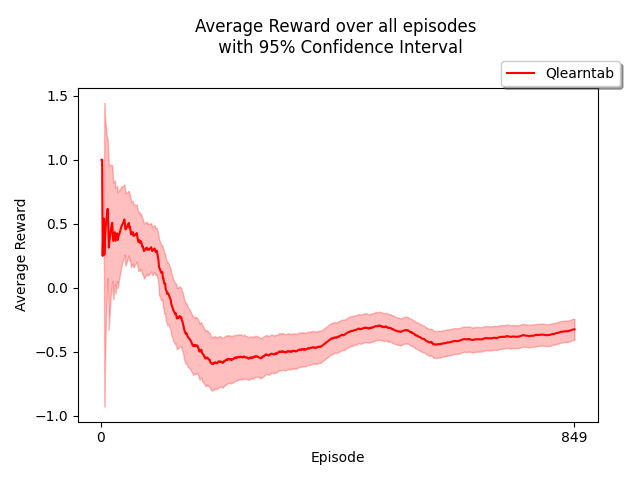 Average Reward over all episodes
with 95% Confidence Interval
Qlearntab
1.5
1.0
0.5
0.0
−0.5
−1.0
Average Reward
0
849
Episode